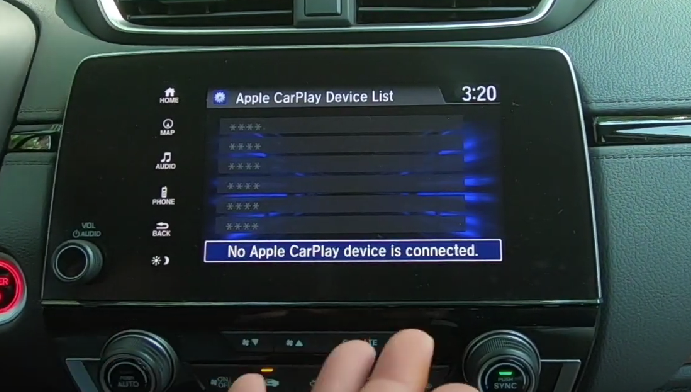 Apple CarPlay Device List
3:20
HOME
MAP
AUDIO
PHONE
BACK
****
****
****
****
****
****
No Apple CarPlay device is connected.
VOL
AUDIO
AUTO
PUSH
SYNC